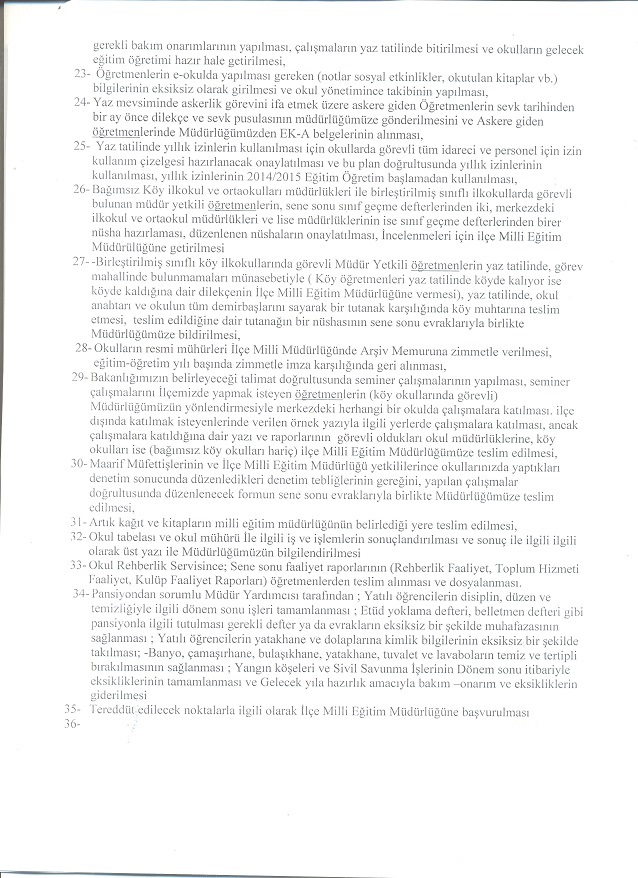 gerekli bakım onarımlarının yapılması, çalışmaların yaz tatilinde bitirilmesi ve okulların gelecek
eğitim öğretimi hazır hale getirilmesi,
23- Öğretmenlerin e-okulda yapılması gereken (notlar sosyal etkinlikler, okutulan kitaplar vb.)
bilgilerinin eksiksiz olarak girilmesi ve okul yönetimince takibinin yapılması,
24- Yaz mevsiminde askerlik görevini ifa etmek üzere askere giden Öğretmenlerin sevk tarihinden
bir ay önce dilekçe ve sevk pusulasının müdürlüğümüze gönderilmesini ve Askere giden
öğretmenlerinde Müdürlüğümüzden EK-A belgelerinin alınması,
25- Yaz tatilinde yıllık izinlerin kullanılması için okullarda görevli tüm idareci ve personel için izin
kullanım çizelgesi hazırlanacak onaylatılması ve bu plan doğrultusunda yıllık izinlerinin
kullanılması, yıllık izinlerinin 2014/2015 Eğitim Öğretim başlamadan kullanılması,
26- Bağımsız Köy ilkokul ve ortaokulları müdürlükleri ile birleştirilmiş sınıflı ilkokullarda görevli
bulunan müdür yetkili öğretmenlerin, sene sonu sınıf geçme defterlerinden iki, merkezdeki
ilkokul ve ortaokul müdürlükleri ve lise müdürlüklerinin ise sınıf geçme defterlerinden birer
nüsha hazırlaması, düzenlenen nüshaların onaylatılması, İncelenmeleri için ilçe Milli Eğitim
Müdürülüğüne getirilmesi
27- -Birleştirilmiş sınıflı köy ilkokullarında görevli Müdür Yetkili öğretmenlerin yaz tatilinde, görev
mahallinde bulunmamaları münasebetiyle ( Köy öğretmenleri yaz tatilinde köyde kalıyor ise
köyde kaldığına dair dilekçenin İlçe Milli Eğitim Müdürlüğüne vermesi), yaz tatilinde, okul
anahtarı ve okulun tüm demirbaşlarını sayarak bir tutanak karşılığında köy muhtarına teslim
etmesi, teslim edildiğine dair tutanağın bir nüshasının sene sonu evraklarıyla birlikte
Müdürlüğümüze bildirilmesi,
28- Okulların resmi mühürleri İlçe Milli Müdürlüğünde Arşiv Memuruna zimmetle verilmesi,
eğitim-öğretim yılı başında zimmetle imza karşılığında geri alınması,
29- Bakanlığımızın belirleyeceği talimat doğrultusunda seminer çalışmalarının yapılması, seminer
çalışmalarını İlçemizde yapmak isteyen öğretmenlerin (köy okullarında görevli)
Müdürlüğümüzün yönlendirmesiyle merkezdeki herhangi bir okulda çalışmalara katılması. ilçe
dışında katılmak isteyenlerinde verilen örnek yazıyla ilgili yerlerde çalışmalara katılması, ancak
çalışmalara katıldığına dair yazı ve raporlarının görevli oldukları okul müdürlüklerine, köy
okulları ise (bağımsız köy okulları hariç) ilçe Milli Eğitim Müdürlüğümüze teslim edilmesi,
30- Maarif Müfettişlerinin ve İlçe Milli Eğitim Müdürlüğü yetkililerince okullarınızda yaptıkları
denetim sonucunda düzenledikleri denetim tebliğlerinin gereğini, yapılan çalışmalar
doğrultusunda düzenlenecek formun sene sonu evraklarıyla birlikte Müdürlüğümüze teslim
edilmesi,
31- Artık kağıt ve kitapların milli eğitim müdürlüğünün belirlediği yere teslim edilmesi,
32- Okul tabelası ve okul mühürü İle ilgili iş ve işlemlerin sonuçlandırılması ve sonuç ile ilgili ilgili
olarak üst yazı ile Müdürlüğümüzün bilgilendirilmesi
33- Okul Rehberlik Servisince; Sene sonu faaliyet raporlarının (Rehberlik Faaliyet, Toplum Hizmeti
Faaliyet, Kulüp Faaliyet Raporları) öğretmenlerden teslim alınması ve dosyalanması.
34- Pansiyondan sorumlu Müdür Yardımcısı tarafından ; Yatılı öğrencilerin disiplin, düzen ve
temizliğiyle ilgili dönem sonu işleri tamamlanması ; Etüd yoklama defteri, belletmen defteri gibi
pansiyonla ilgili tutulması gerekli defter ya da evrakların eksiksiz bir şekilde muhafazasının
sağlanması ; Yatılı öğrencilerin yatakhane ve dolaplarına kimlik bilgilerinin eksiksiz bir şekilde
takılması; -Banyo, çamaşırhane, bulaşıkhane, yatakhane, tuvalet ve lavaboların temiz ve tertipli
bırakılmasının sağlanması ; Yangın köşeleri ve Sivil Savunma İşlerinin Dönem sonu itibariyle
eksikliklerinin tamamlanması ve Gelecek yıla hazırlık amacıyla bakım –onarım ve eksikliklerin
giderilmesi
35- Tereddüt edilecek noktalarla ilgili olarak İlçe Milli Eğitim Müdürlüğüne başvurulması
36-